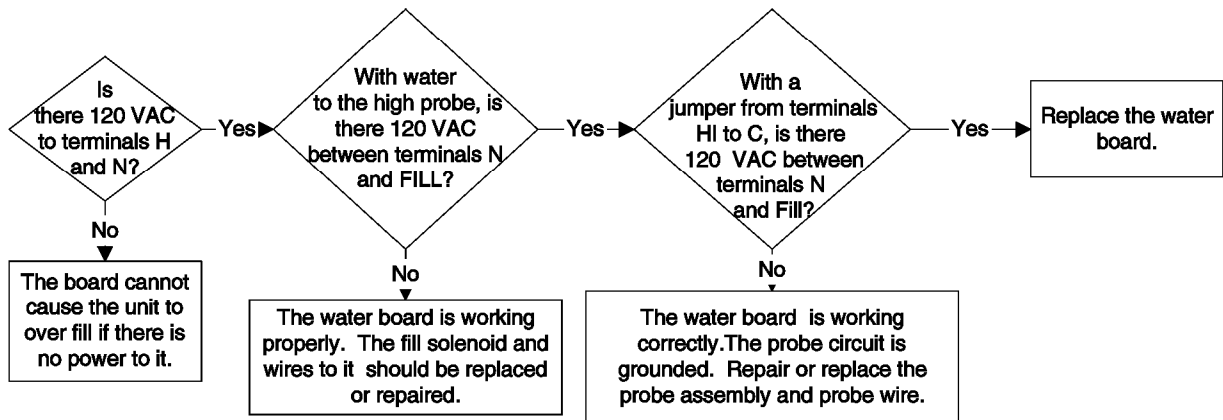 Is
there 120 VAC
to terminals H
and N?
Yes
With water
to the high probe, is
there 120 VAC
between terminals N
and FILL?
Yes
With a
jumper from terminals
HI to C, is there
120 VAC between
terminals N
and Fill?
Yes
Replace the water
board.
No
The board cannot
cause the unit to
over fill if there is
no power to it.
No
The water board is working
properly. The fill solenoid and
wires to it should be replaced
or repaired.
No
The water board is working
correctly.The probe circuit is
grounded. Repair or replace the
probe assembly and probe wire.